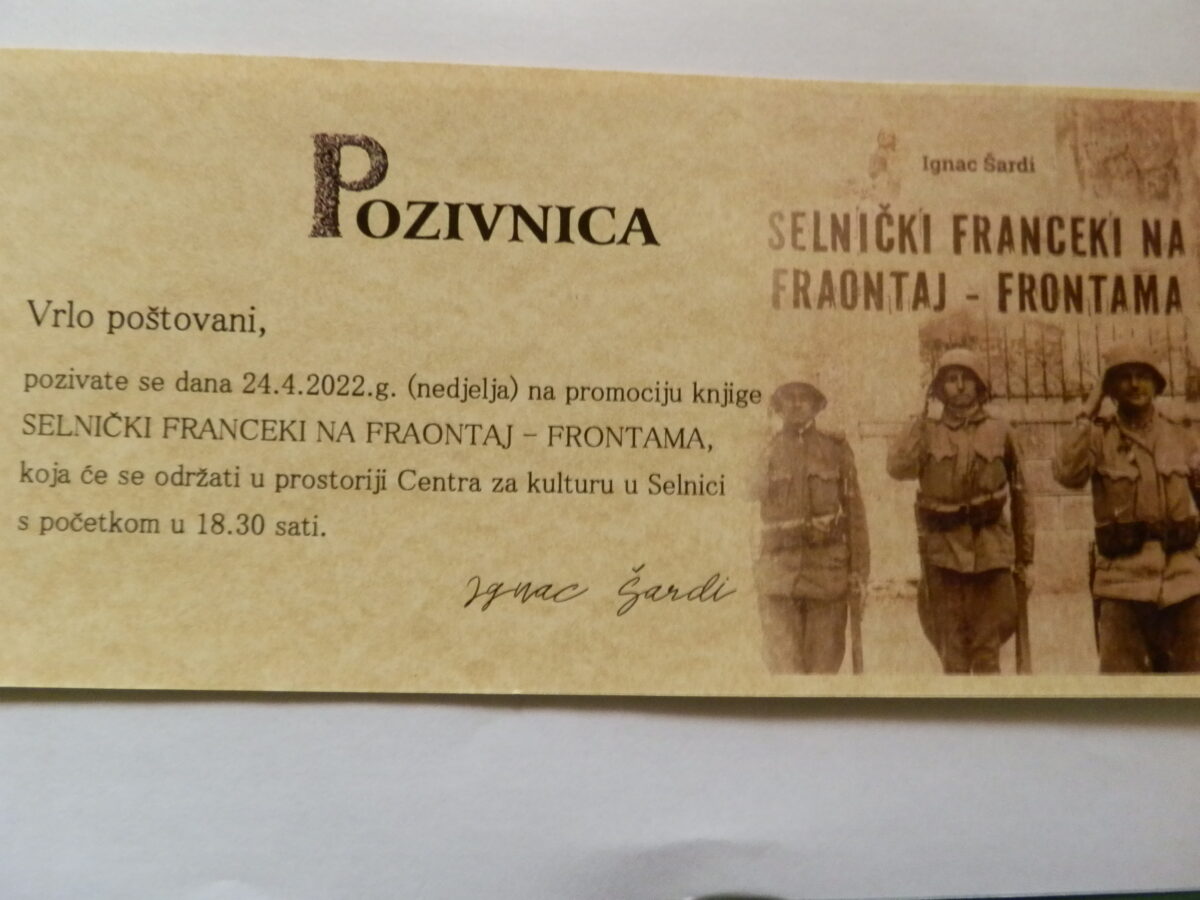 POZIVNICA
Vrlo poštovani,
pozivate se dana 24.4.2022.g. (nedjelja) na promociju knjige
SELNIČKI FRANCEKI NA FRAONTAJ – FRONTAMA,
koja će se održati u prostoriji Centra za kulturu u Selnici
s početkom u 18.30 sati.
Ignac Šardi
Ignac Šardi
SELNIČKI FRANCEKI NA
FRAONTAJ - FRONTAMA